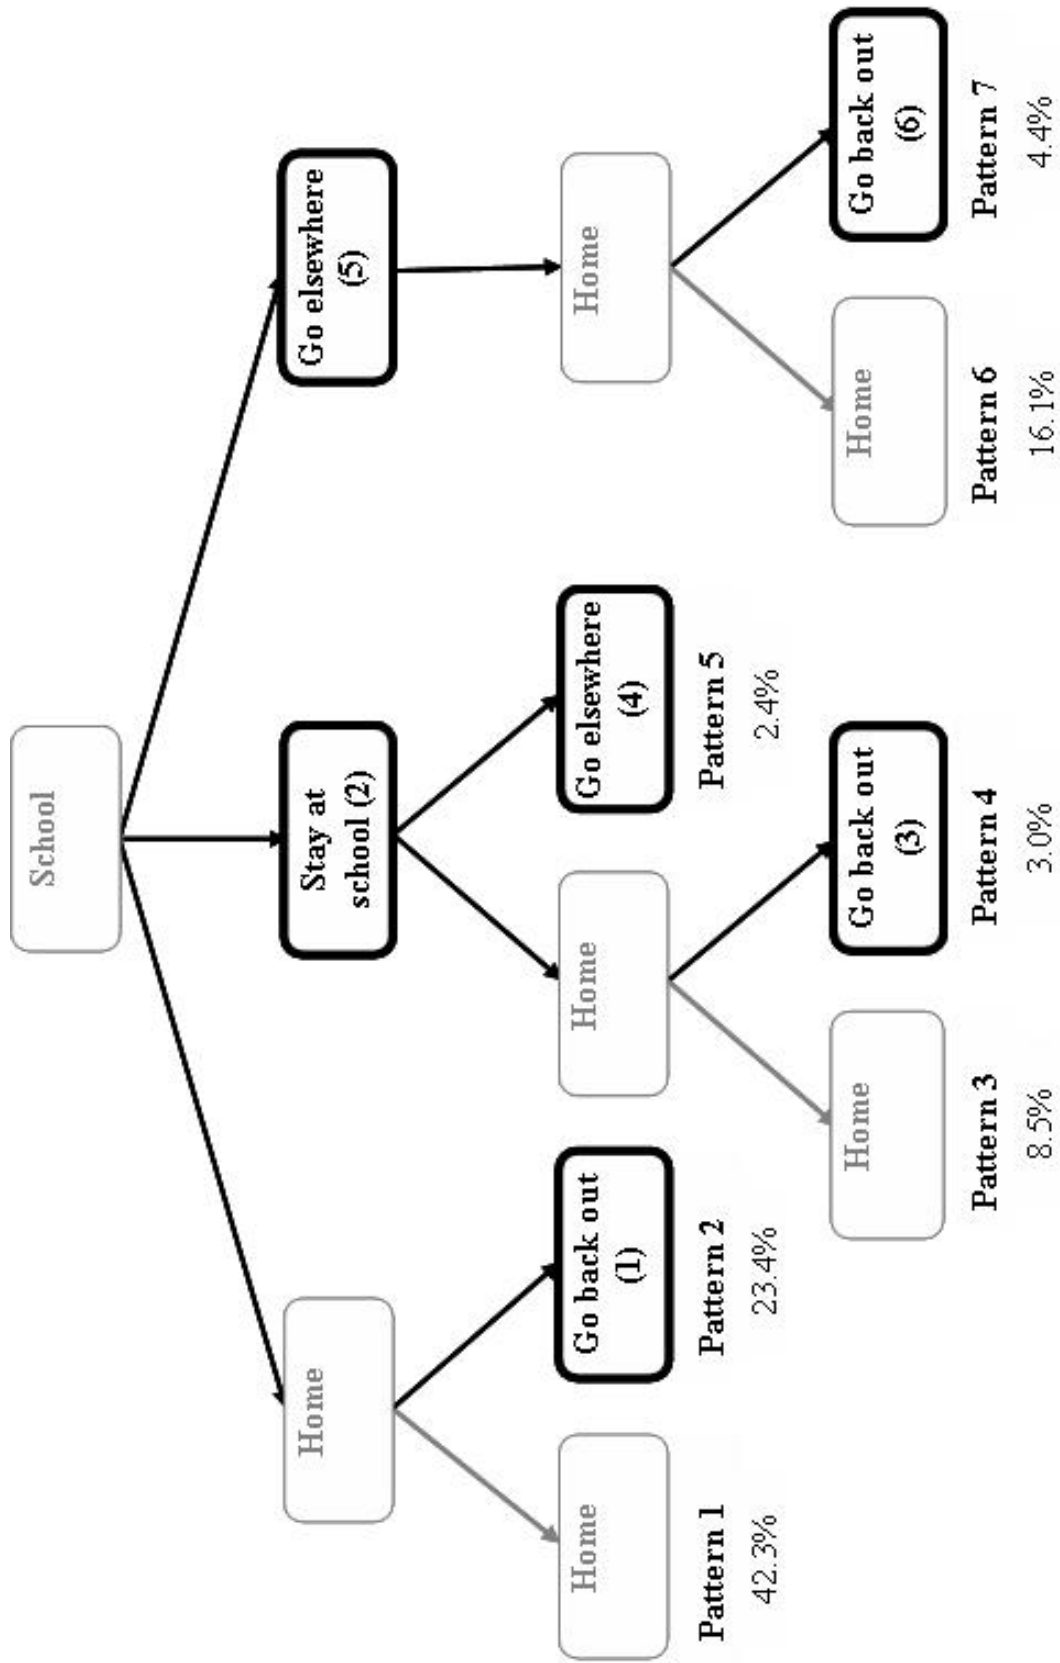 School
Home
Stay at
school (2)
Go elsewhere
(5)
Home
Go back out
(1)
Home
Go elsewhere
(4)
Home
Pattern 1
42.3%
Pattern 2
23.4%
Pattern 5
2.4%
Home
Go back out
(3)
Home
Go back out
(6)
Pattern 3
8.5%
Pattern 4
3.0%
Pattern 6
16.1%
Pattern 7
4.4%